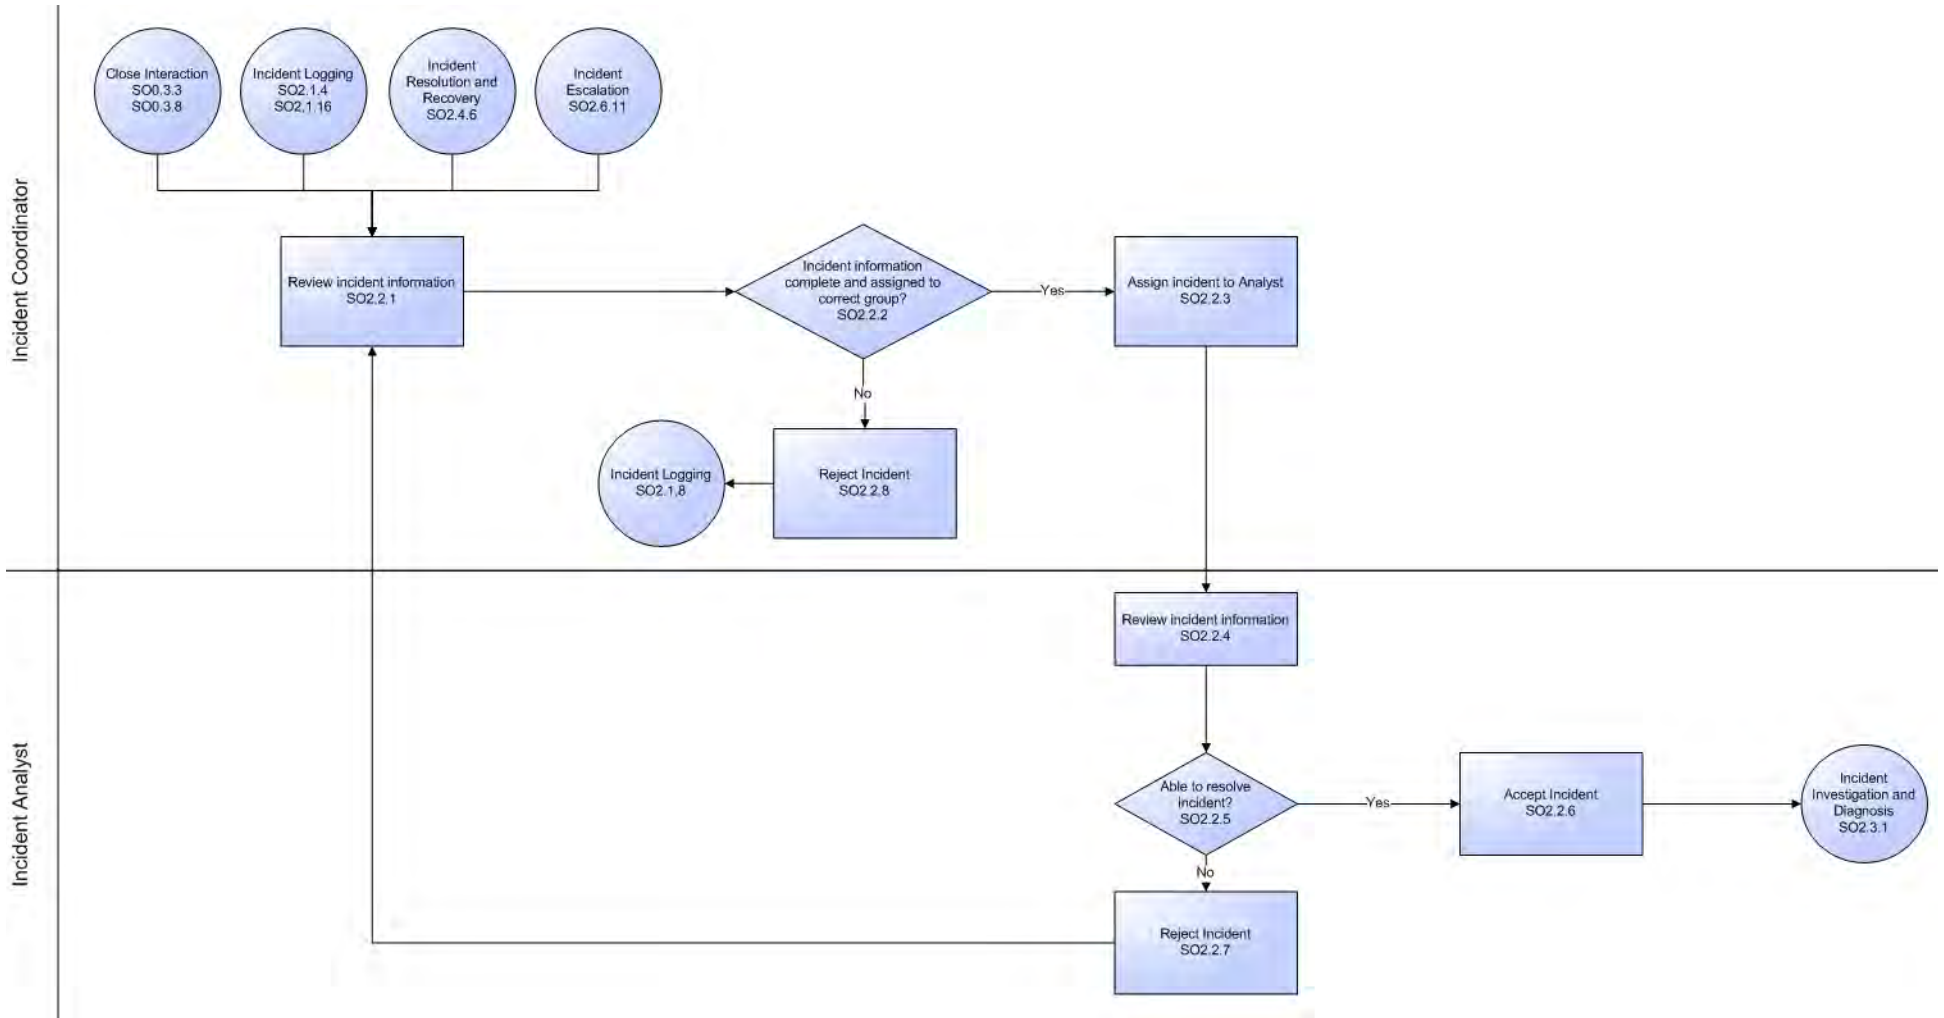 Incident Coordinator
Close Interaction
SO0.3.3
SO0.3.8
Incident Logging
SO2.1.4
SO2.1.16
Incident
Resolution and
Recovery
SO2.4.6
Incident
Escalation
SO2.6.11
Review incident information
SO2.2.1
Incident information
complete and assigned to
correct group?
SO2.2.2
Yes
Assign incident to Analyst
SO2.2.3
No
Incident Logging
SO2.1.8
Reject Incident
SO2.2.8
Incident Analyst
Review incident information
SO2.2.4
Able to resolve
incident?
SO2.2.5
Yes
Accept Incident
SO2.2.6
Incident
Investigation and
Diagnosis
SO2.3.1
No
Reject Incident
SO2.2.7